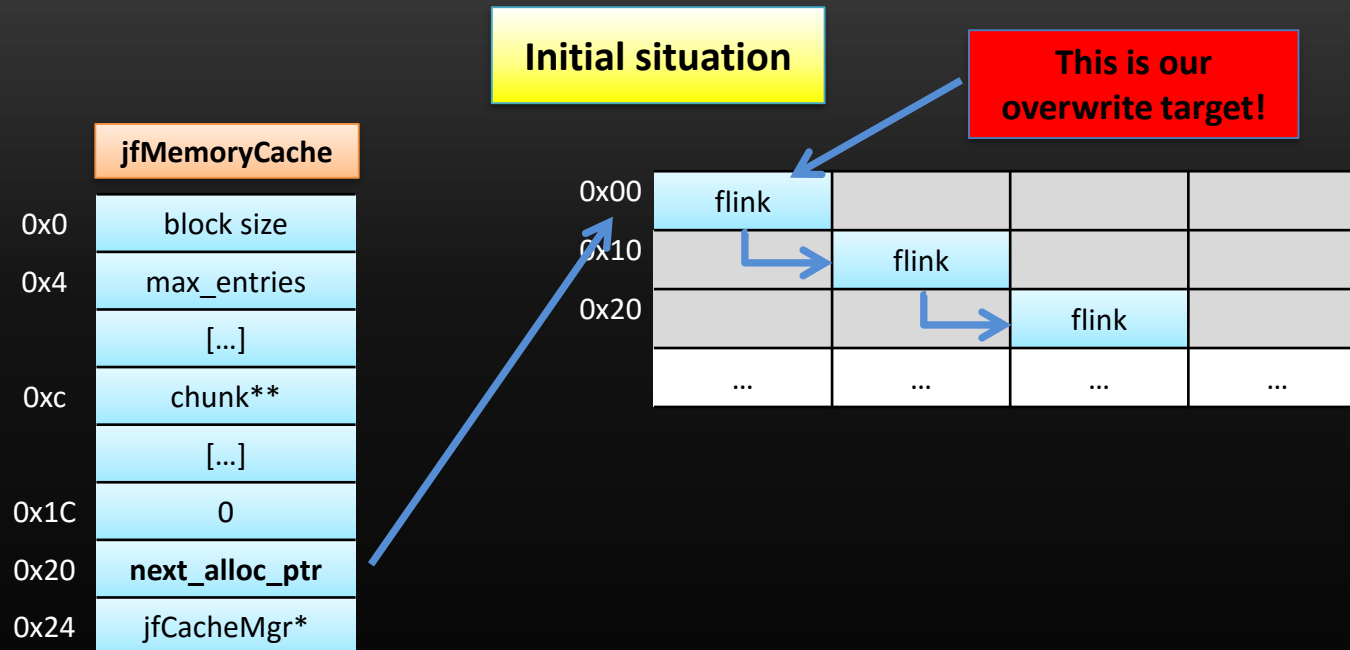 Initial situation
This is our
overwrite target!
jfMemoryCache
0x0 block size
0x4 max_entries
[…]
0xc chunk**
[…]
0x1C 0
0x20 next_alloc_ptr
0x24 jfCacheMgr*
0x00 flink
0x10 flink
0x20 flink
... ... ... ...